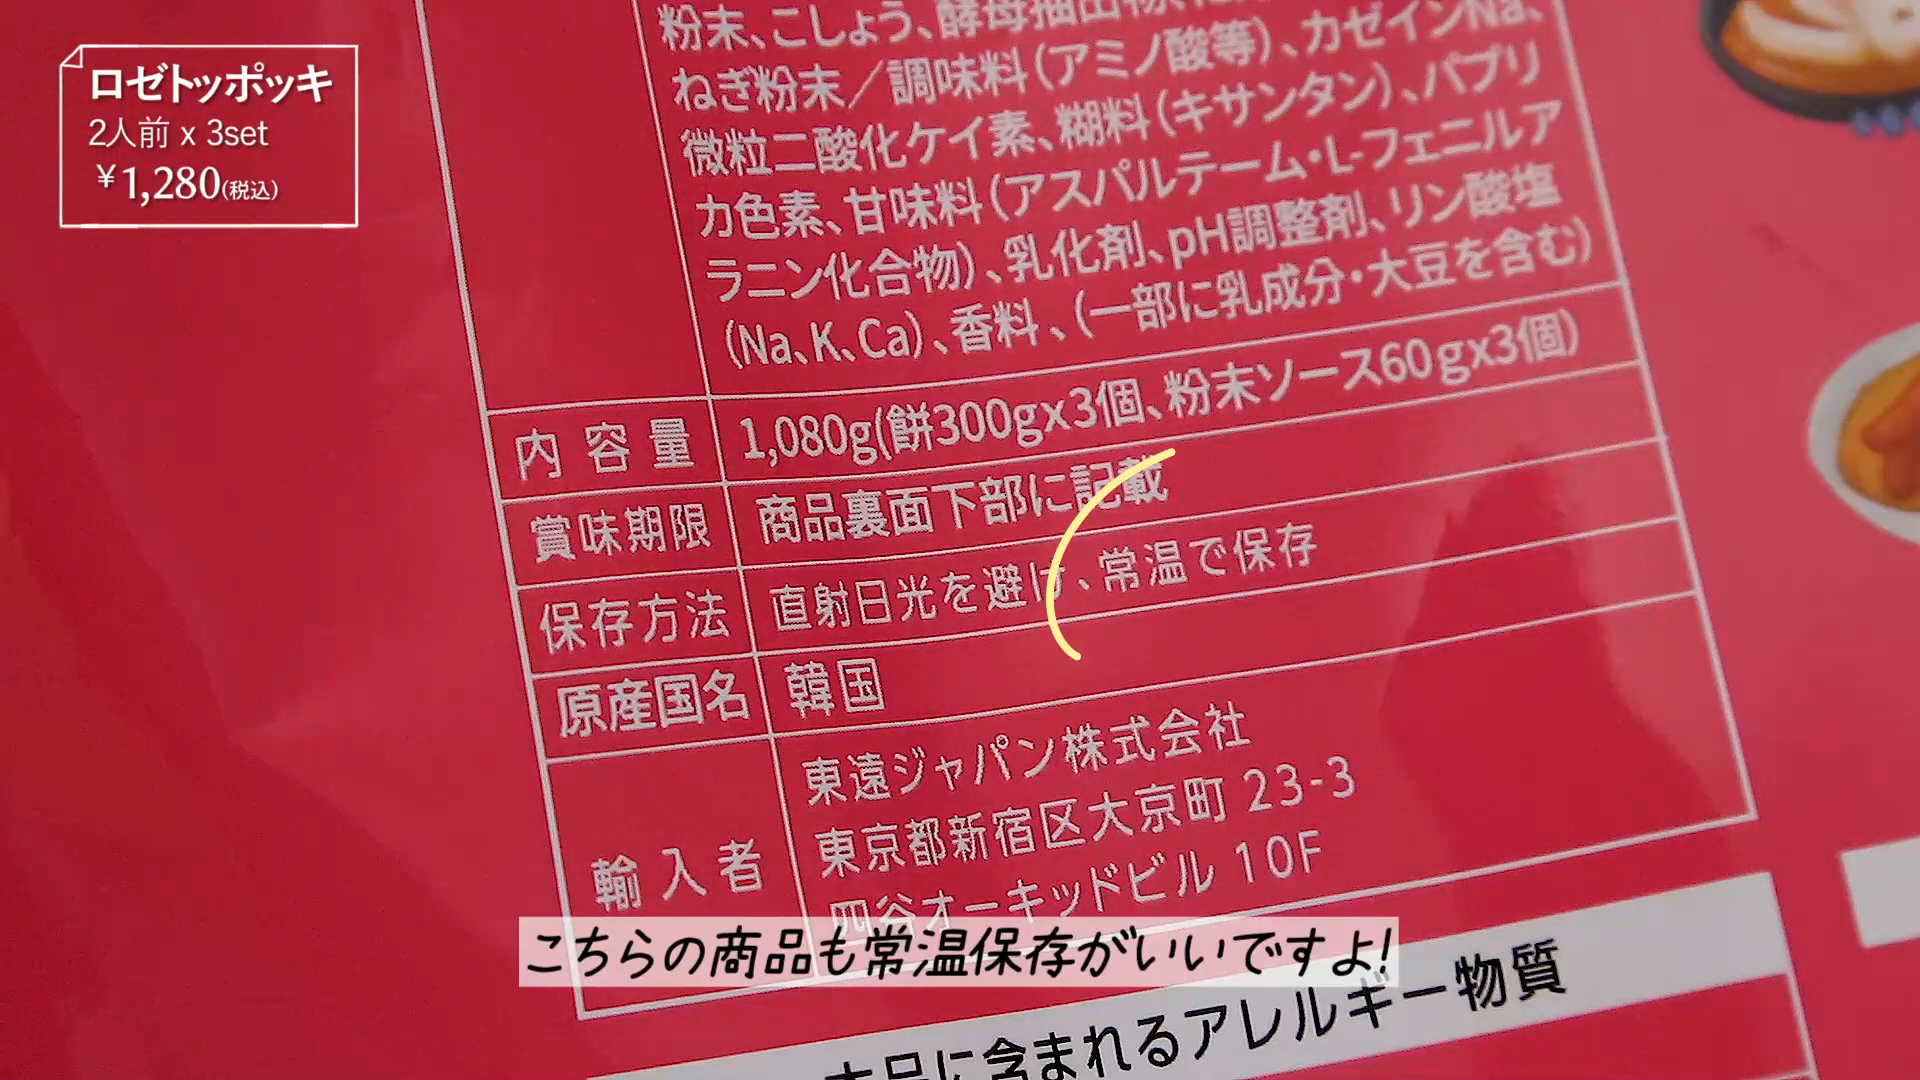 ロゼトッポッキ
2人前 x 3set
¥1,280(税込)
粉末、こしょう、酵母抽出物、
ねぎ粉末／調味料(アミノ酸等)、カゼインNa、
微粒二酸化ケイ素、糊料(キサンタン)、パプリ
カ色素、甘味料(アスパルテーム・L-フェニルア
ラニン化合物)、乳化剤、pH調整剤、リン酸塩
(Na、K、Ca)、香料、(一部に乳成分・大豆を含む)
内容量 1,080g(餅300gx3個、粉末ソース60gx3個)
賞味期限 商品裏面下部に記載
保存方法 直射日光を避け、常温で保存
原産国名 韓国
輸入者 東遠ジャパン株式会社
東京都新宿区大京町 23-3
四谷オーキッドビル 10F
こちらの商品も常温保存がいいですよ!
本品に含まれるアレルギー物質